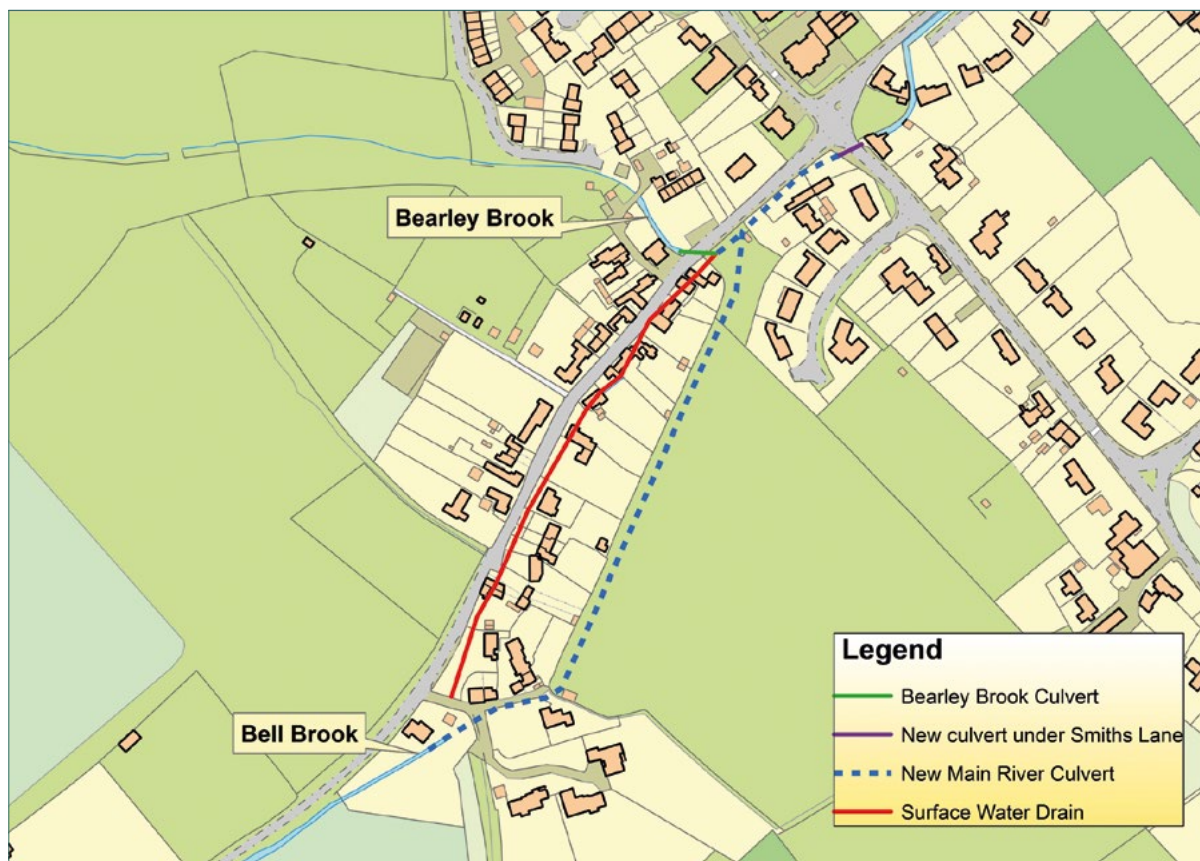 Bearley Brook
Bell Brook
Legend
Bearley Brook Culvert
New culvert under Smiths Lane
New Main River Culvert
Surface Water Drain